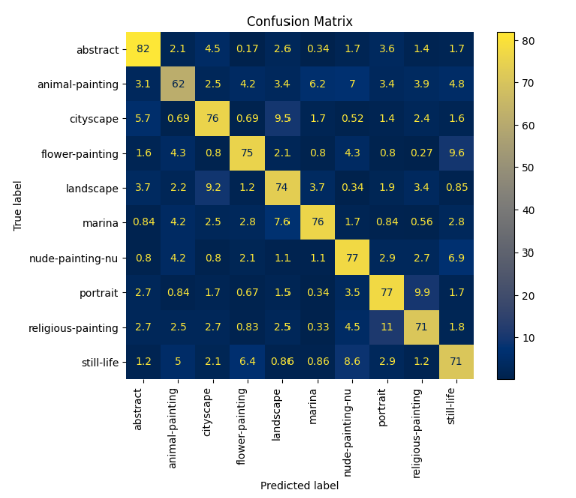 Confusion Matrix
abstract 82 2.1 4.5 0.17 2.6 0.34 1.7 3.6 1.4 1.7
animal-painting 3.1 62 2.5 4.2 3.4 6.2 7 3.4 3.9 4.8
cityscape 5.7 0.69 76 0.69 9.5 1.7 0.52 1.4 2.4 1.6
flower-painting 1.6 4.3 0.8 75 2.1 0.8 4.3 0.8 0.27 9.6
landscape 3.7 2.2 9.2 1.2 74 3.7 0.34 1.9 3.4 0.85
marina 0.84 4.2 2.5 2.8 7.6 76 1.7 0.84 0.56 2.8
nude-painting-nu 0.8 4.2 0.8 2.1 1.1 1.1 77 2.9 2.7 6.9
portrait 2.7 0.84 1.7 0.67 1.5 0.34 3.5 77 9.9 1.7
religious-painting 2.7 2.5 2.7 0.83 2.5 0.33 4.5 11 71 1.8
still-life 1.2 5 2.1 6.4 0.86 0.86 8.6 2.9 1.2 71
abstract
animal-painting
cityscape
flower-painting
landscape
marina
nude-painting-nu
portrait
religious-painting
still-life
Predicted label
True label
80
70
60
50
40
30
20
10